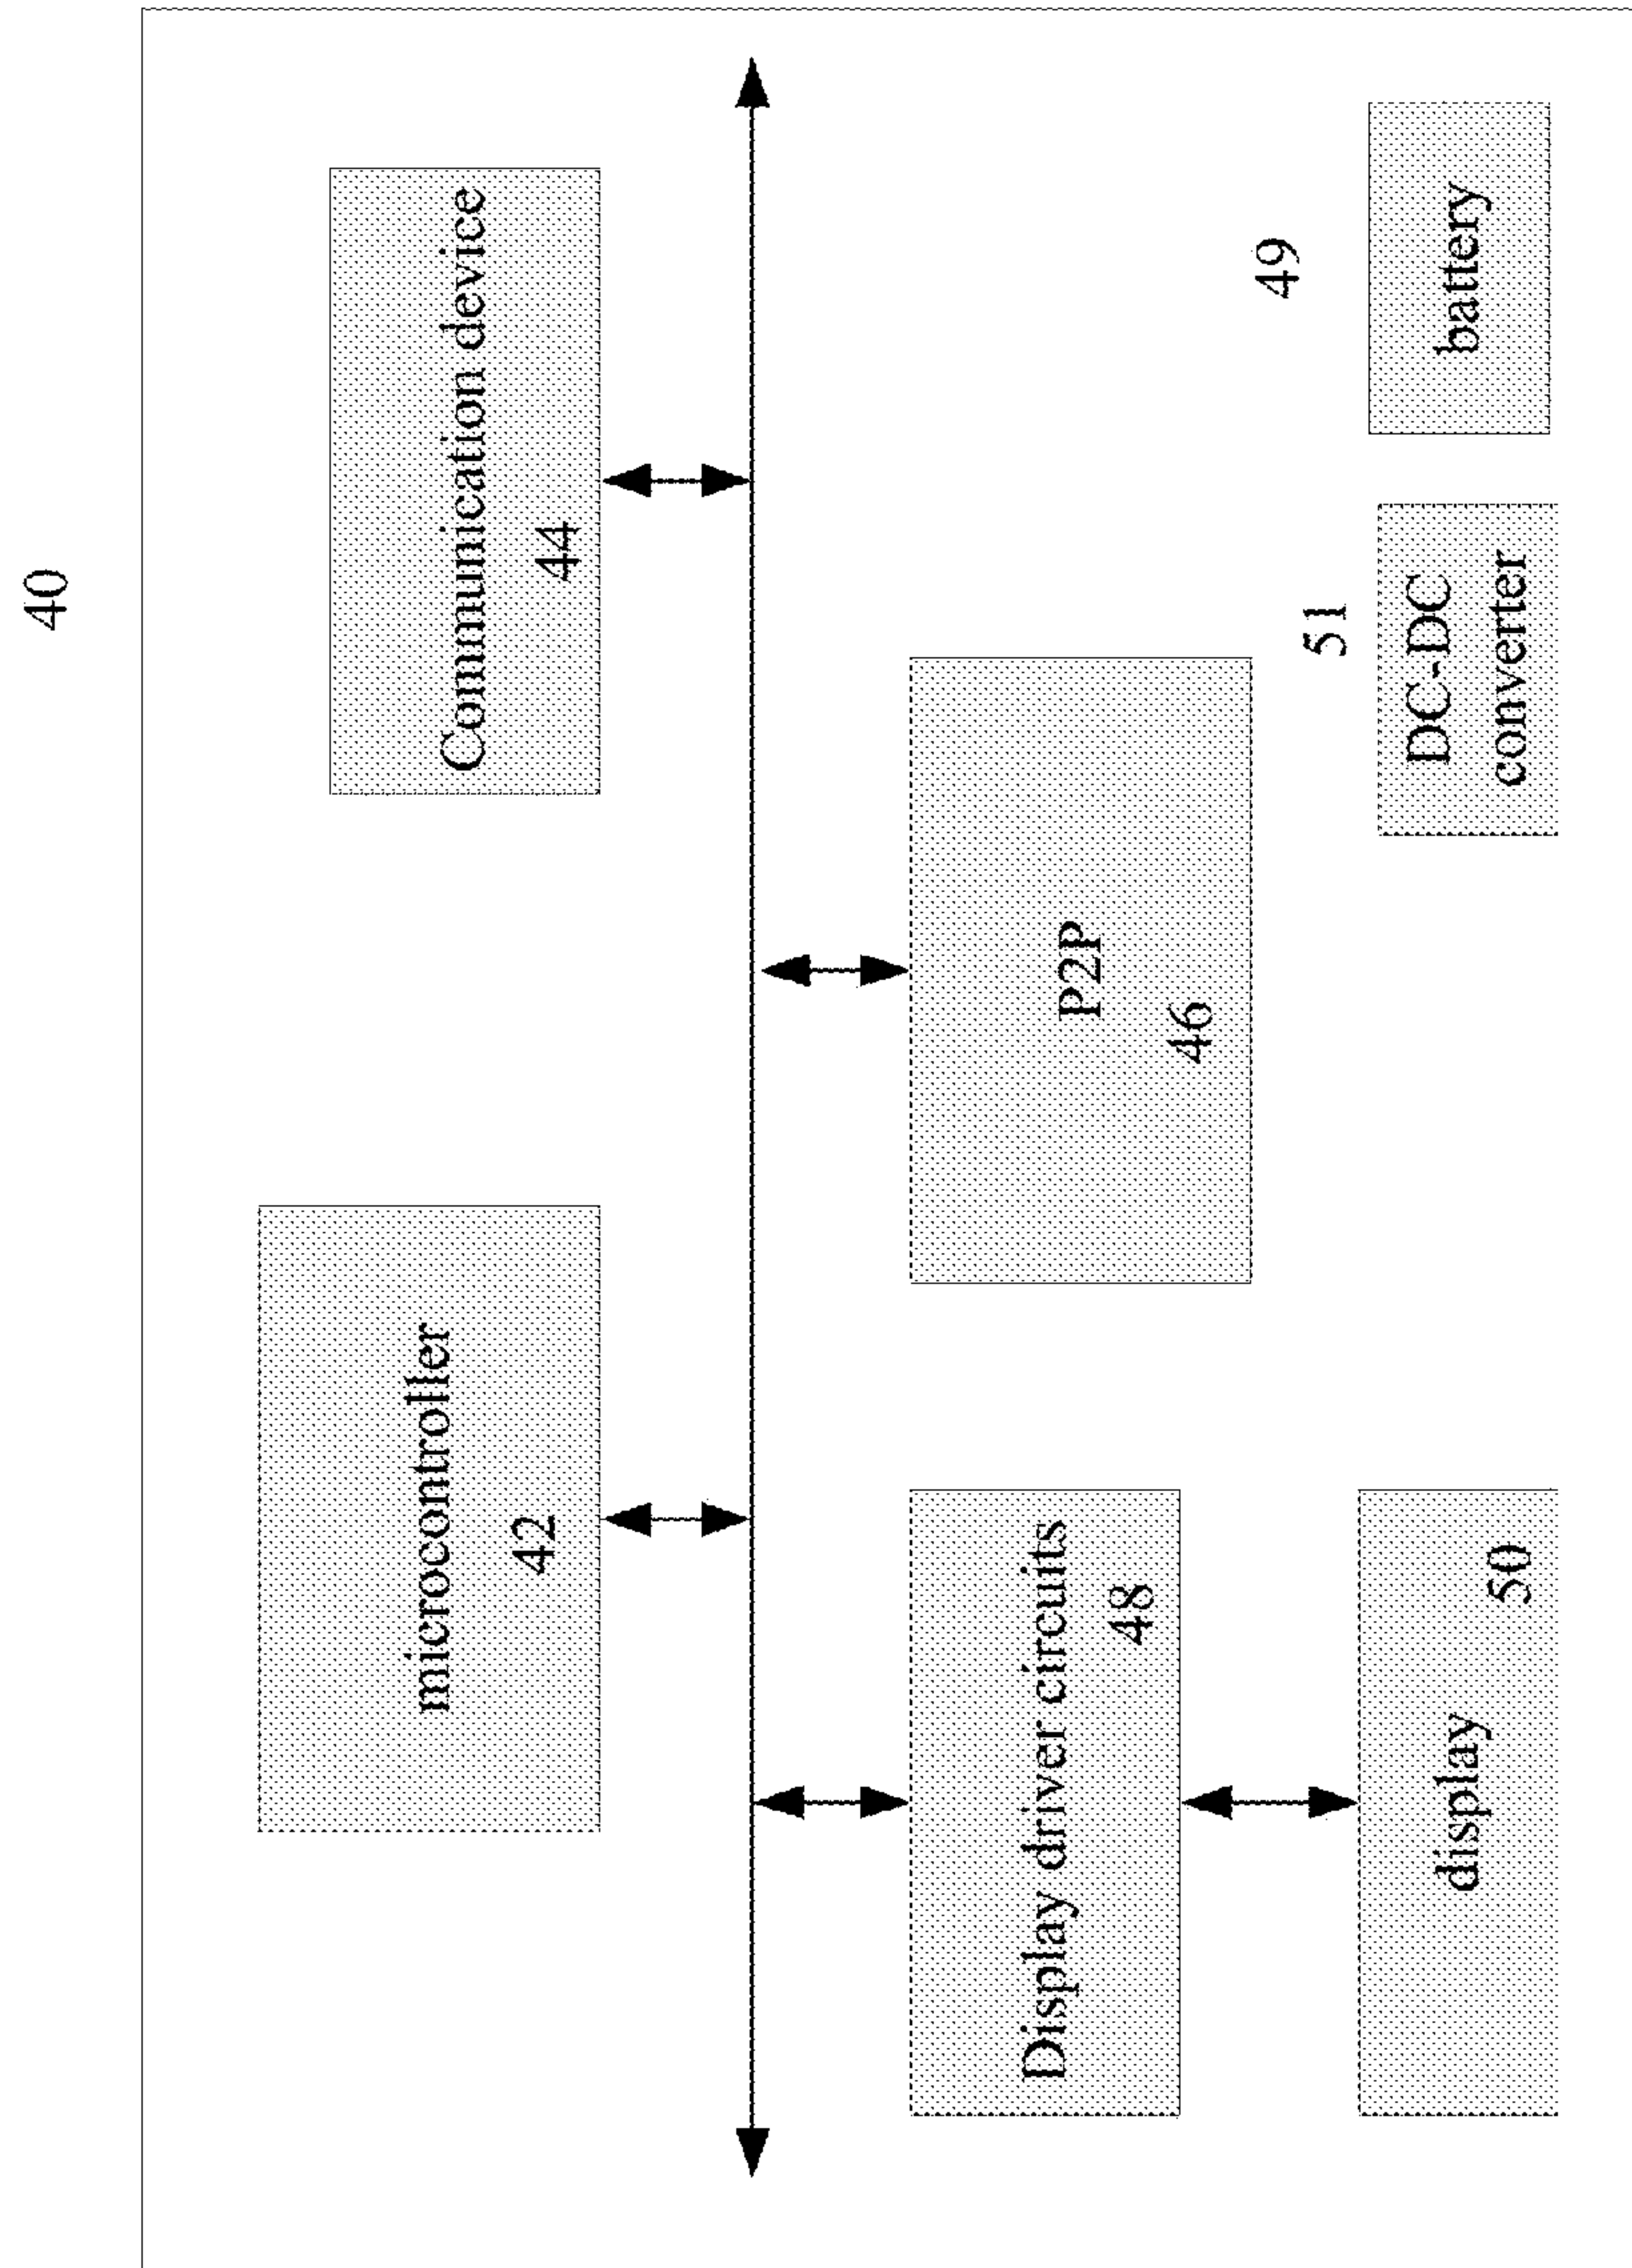 40
microcontroller
42
Communication device
44
Display driver circuits
48
P2P
46
49
51
display
50
DC-DC
converter
battery